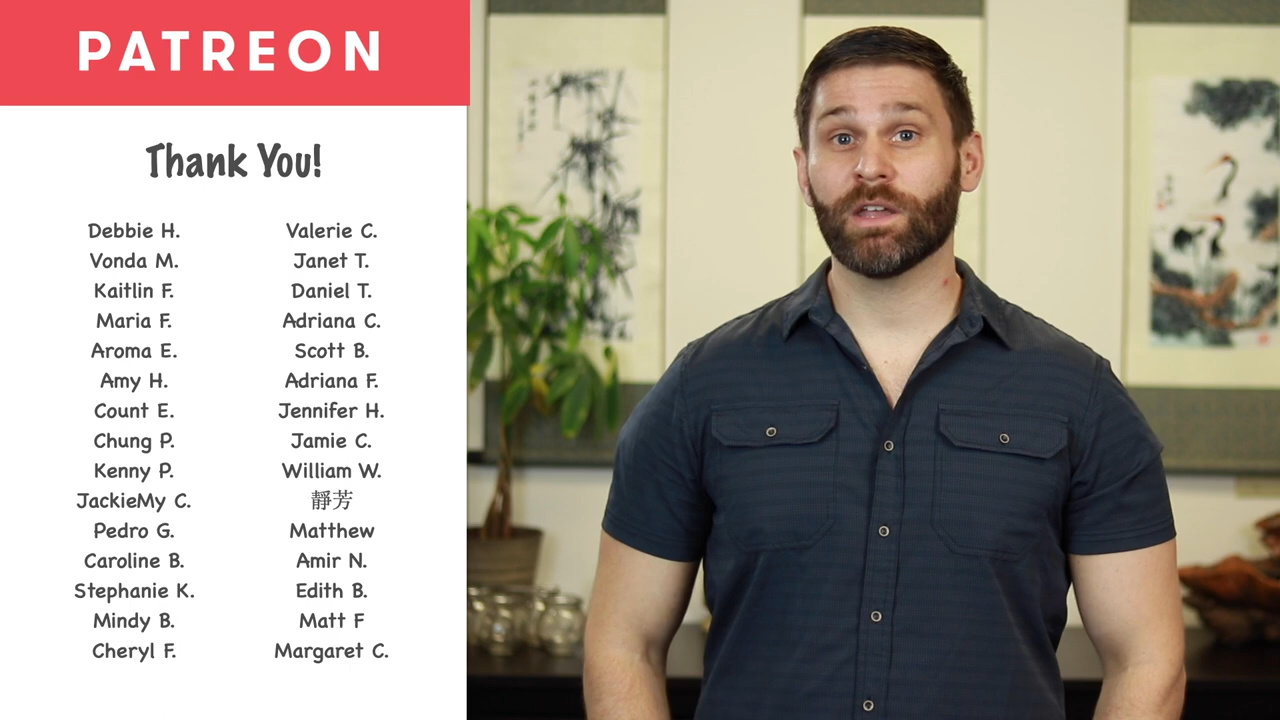 PATREON
Thank You!
Debbie H.
Vonda M.
Kaitlin F.
Maria F.
Aroma E.
Amy H.
Count E.
Chung P.
Kenny P.
JackieMy C.
Pedro G.
Caroline B.
Stephanie K.
Mindy B.
Cheryl F.
Valerie C.
Janet T.
Daniel T.
Adriana C.
Scott B.
Adriana F.
Jennifer H.
Jamie C.
William W.
靜芳
Matthew
Amir N.
Edith B.
Matt F
Margaret C.